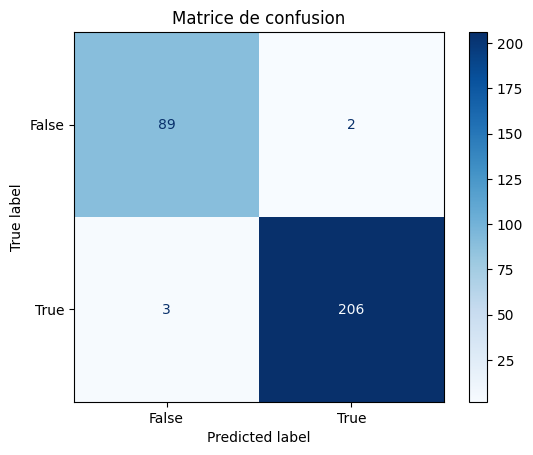 Matrice de confusion
True label
False
89
2
True
3
206
False
True
Predicted label
200
175
150
125
100
75
50
25